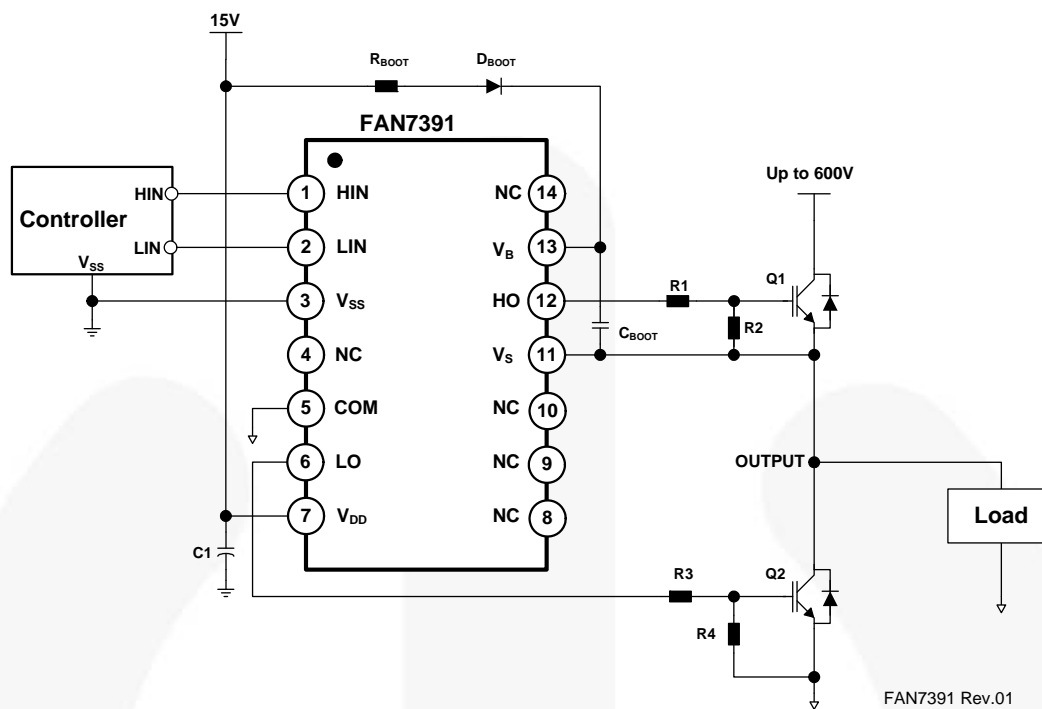 15V
RBOOT
DBOOT
FAN7391
Up to 600V
HIN
1
HIN
NC
14
Controller
LIN
2
LIN
VB
13
Q1
VSS
R1
3
VSS
HO
12
R2
CBOOT
4
NC
VS
11
5
COM
NC
10
6
LO
NC
9
OUTPUT
7
VDD
NC
8
Load
C1
R3
Q2
R4
FAN7391 Rev.01